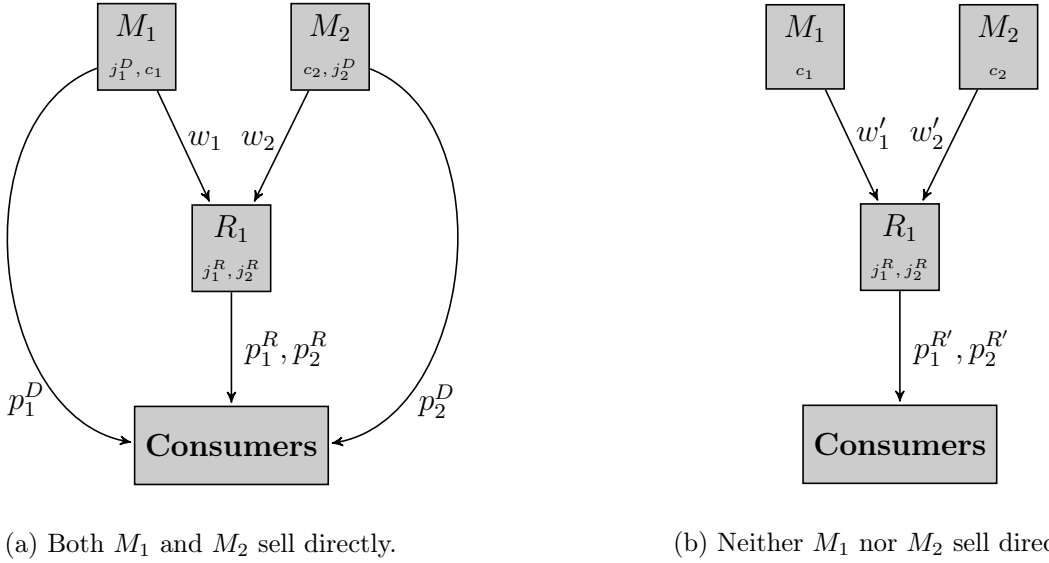 M₁ M₂ M₁ M₂
j₁ᴰ, c₁ c₂, j₂ᴰ c₁ c₂
w₁ w₂ w′₁ w′₂
R₁ R₁
j₁ᴿ, j₂ᴿ j₁ᴿ, j₂ᴿ
p₁ᴿ, p₂ᴿ p₁ᴿ′, p₂ᴿ′
p₁ᴰ p₂ᴰ
Consumers Consumers
(a) Both M₁ and M₂ sell directly. (b) Neither M₁ nor M₂ sell direc